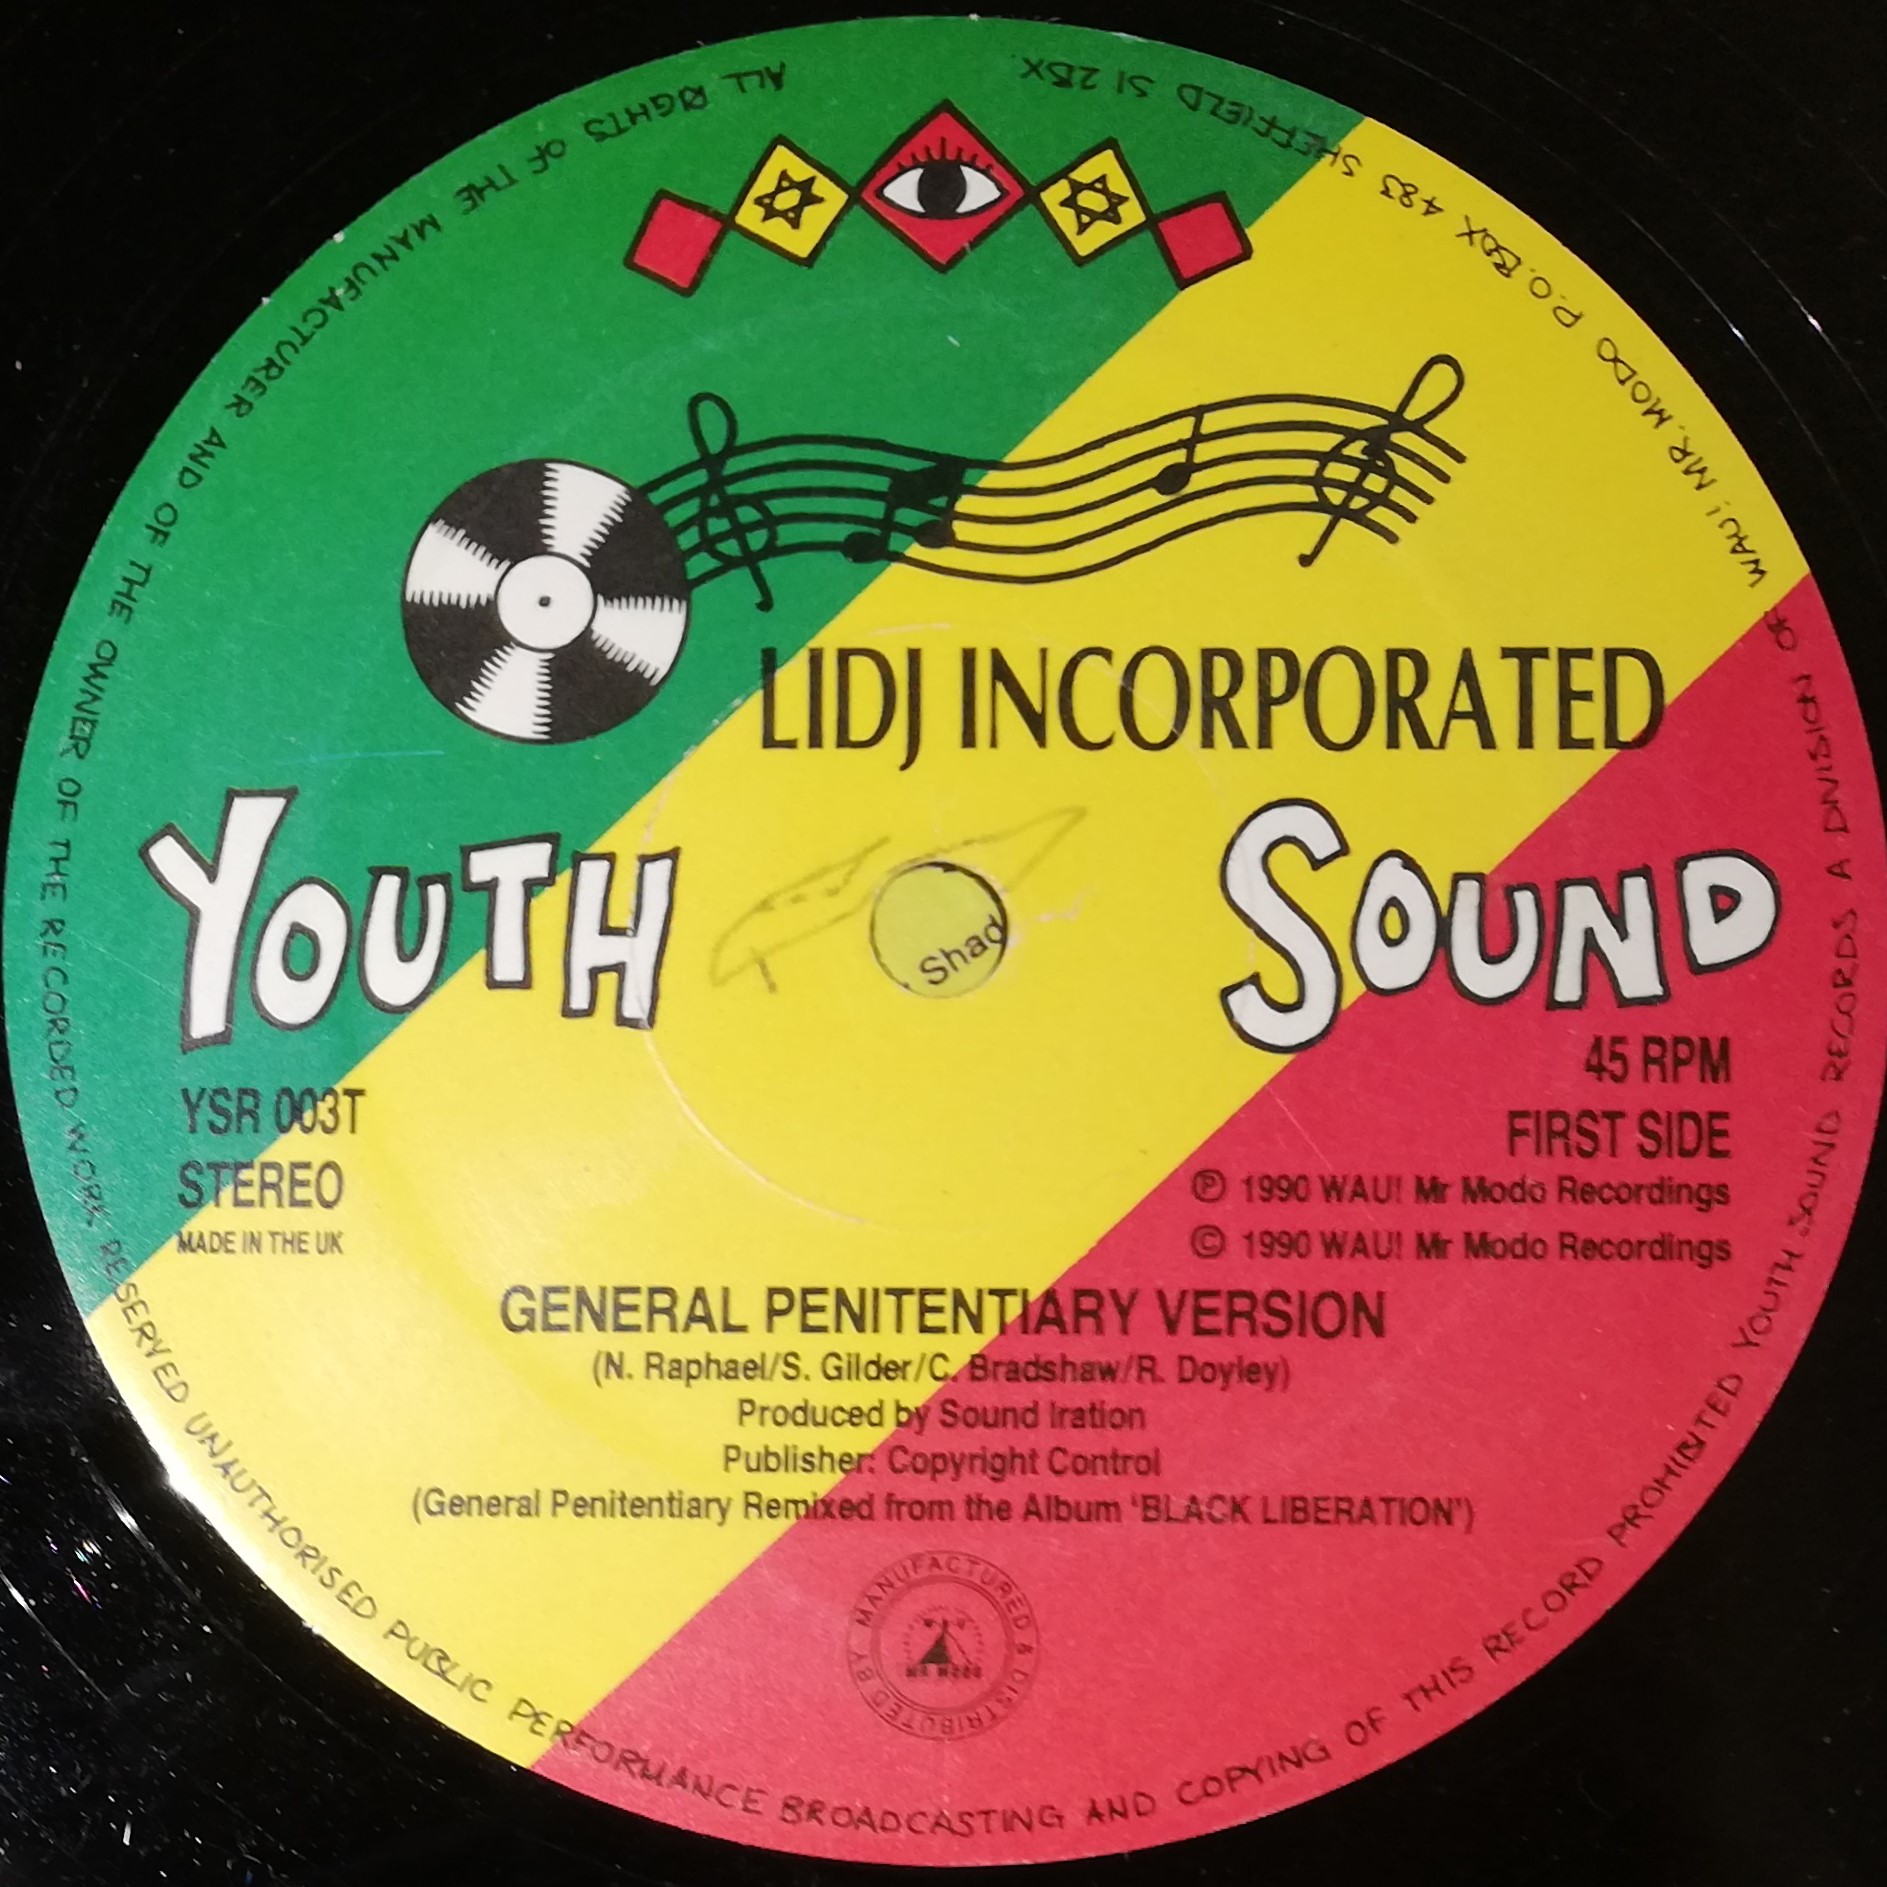 ALL RIGHTS OF THE MANUFACTURER AND OF THE OWNER OF THE RECORDED WORK RESERVED UNAUTHORISED PUBLIC PERFORMANCE BROADCASTING AND COPYING OF THIS RECORD PROHIBITED YOUTH SOUND RECORDS A DIVISION OF WAU! MR. MODO P.O. BOX 483 SHEFFIELD S1 2BX
LIDJ INCORPORATED
YOUTH SOUND
Shad
YSR 003T
STEREO
MADE IN THE UK
45 RPM
FIRST SIDE
℗ 1990 WAU! Mr Modo Recordings
© 1990 WAU! Mr Modo Recordings
GENERAL PENITENTIARY VERSION
(N. Raphael/S. Gilder/C. Bradshaw/R. Doyley)
Produced by Sound Iration
Publisher: Copyright Control
(General Penitentiary Remixed from the Album 'BLACK LIBERATION')
MANUFACTURED & DISTRIBUTED BY
WAU
MR MODO